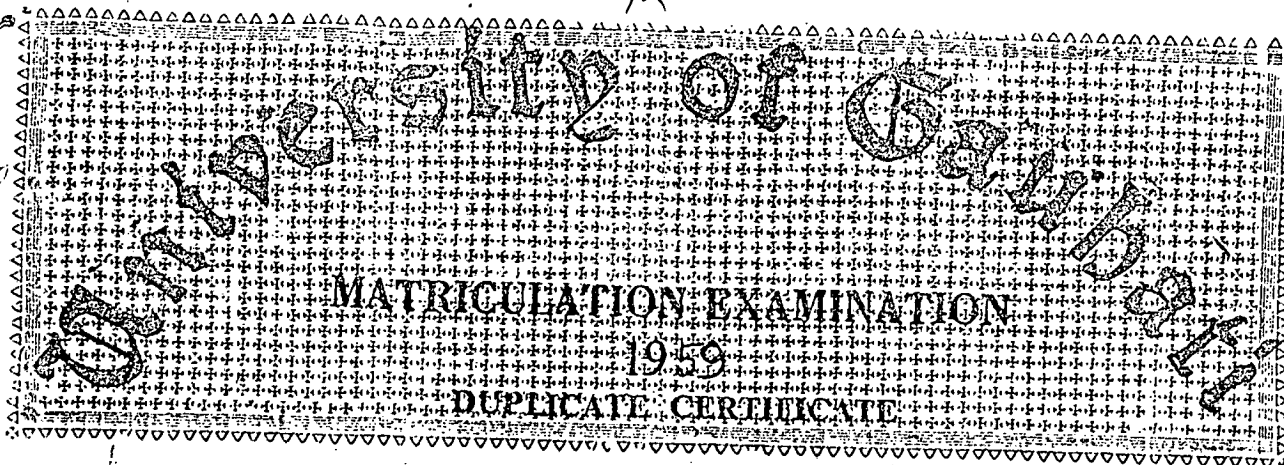 University of Gauhati
MATRICULATION EXAMINATION
1959
DUPLICATE CERTIFICATE